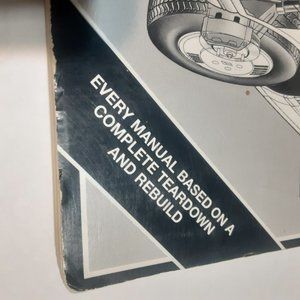 EVERY MANUAL BASED ON A
COMPLETE TEARDOWN
AND REBUILD